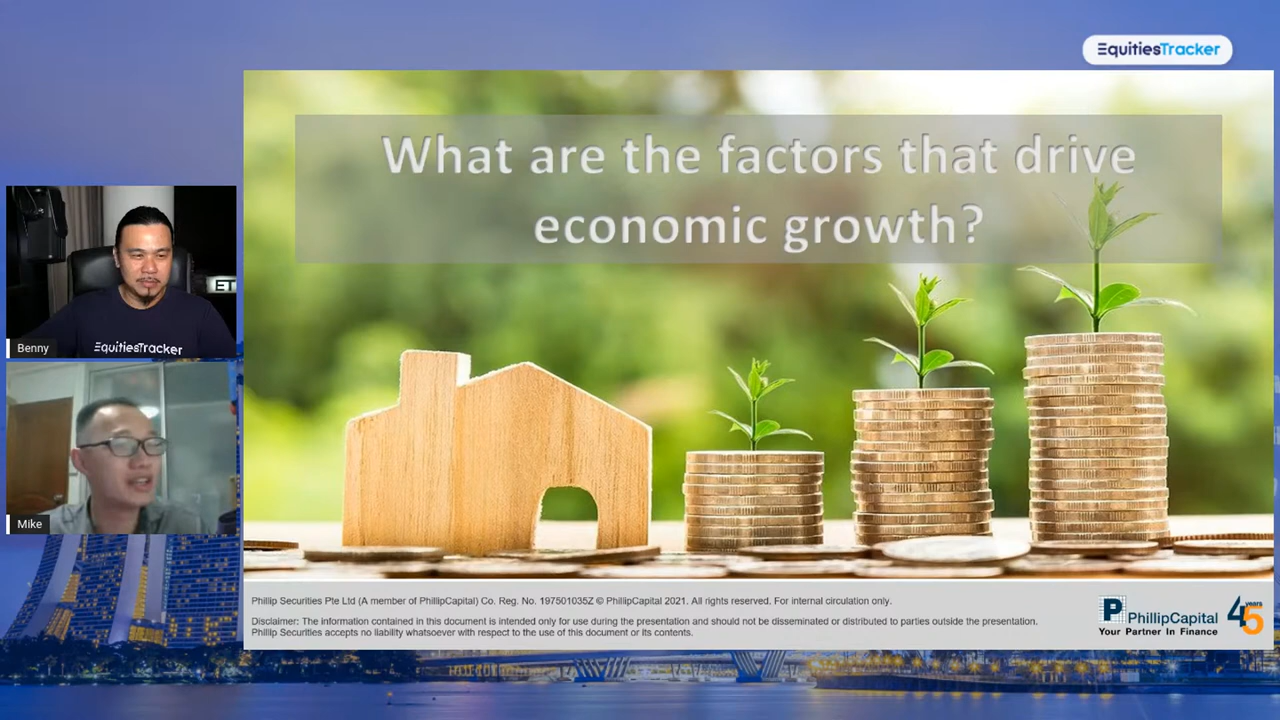 EquitiesTracker
What are the factors that drive
economic growth?
ET
EquitiesTracker
Benny
Mike
Phillip Securities Pte Ltd (A member of PhillipCapital) Co. Reg. No. 197501035Z © PhillipCapital 2021. All rights reserved. For internal circulation only.
Disclaimer: The information contained in this document is intended only for use during the presentation and should not be disseminated or distributed to parties outside the presentation.
Phillip Securities accepts no liability whatsoever with respect to the use of this document or its contents.
P PhillipCapital
Your Partner In Finance
45 years